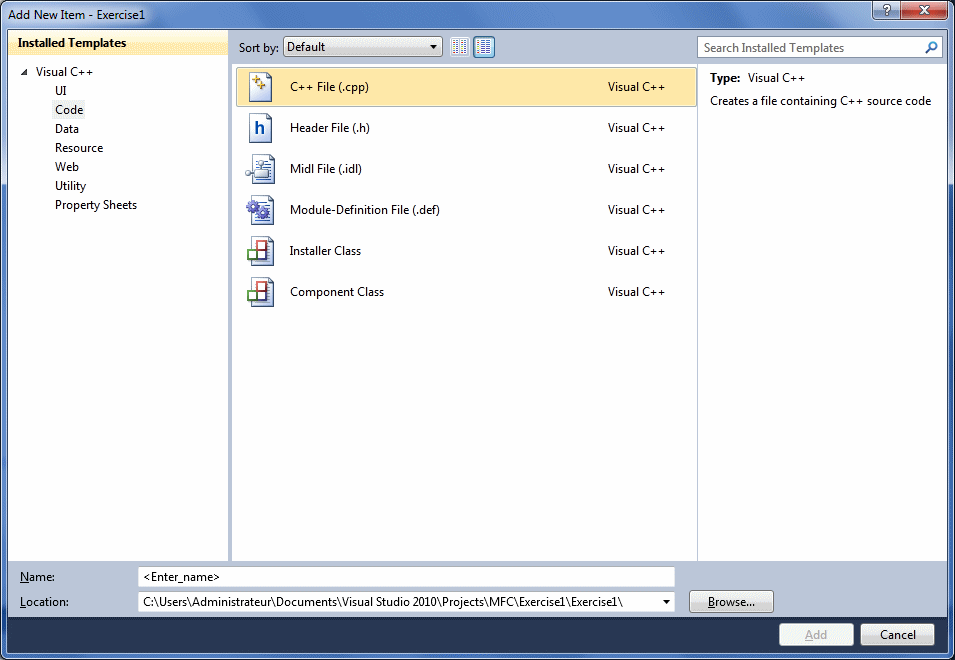 Add New Item - Exercise1
?
Installed Templates
Sort by: Default
Search Installed Templates
Visual C++
UI
Code
Data
Resource
Web
Utility
Property Sheets
C++ File (.cpp) Visual C++
h Header File (.h) Visual C++
Midl File (.idl) Visual C++
Module-Definition File (.def) Visual C++
Installer Class Visual C++
Component Class Visual C++
Type: Visual C++
Creates a file containing C++ source code
Name: <Enter_name>
Location: C:\Users\Administrateur\Documents\Visual Studio 2010\Projects\MFC\Exercise1\Exercise1\ Browse...
Add Cancel